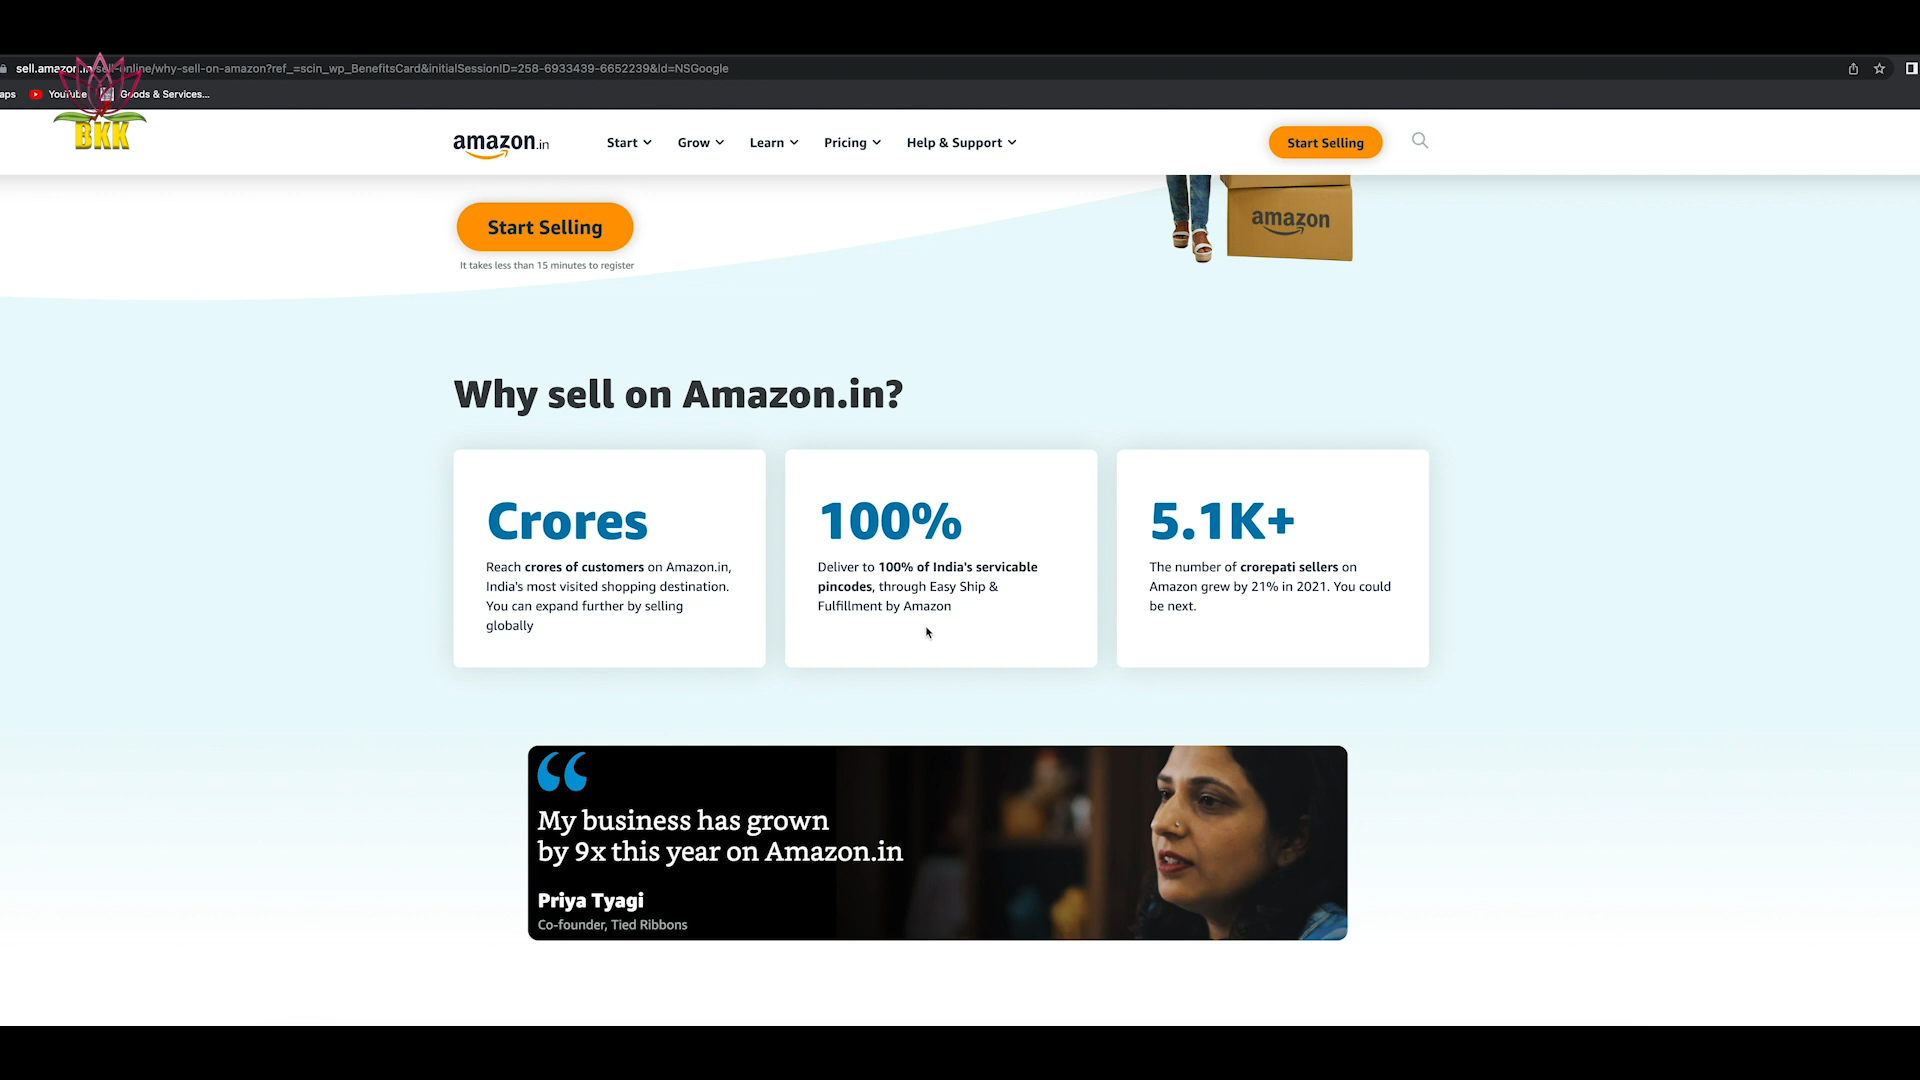 sell.amazon.in/sell-online/why-sell-on-amazon?ref_=scin_wp_BenefitsCard&initialSessionID=258-6933439-6652239&ld=NSGoogle
aps YouTube Goods & Services...
BKK
amazon.in Start Grow Learn Pricing Help & Support Start Selling
amazon
Start Selling
It takes less than 15 minutes to register
Why sell on Amazon.in?
Crores
Reach crores of customers on Amazon.in,
India's most visited shopping destination.
You can expand further by selling
globally
100%
Deliver to 100% of India's servicable
pincodes, through Easy Ship &
Fulfillment by Amazon
5.1K+
The number of crorepati sellers on
Amazon grew by 21% in 2021. You could
be next.
“
My business has grown
by 9x this year on Amazon.in
Priya Tyagi
Co-founder, Tied Ribbons